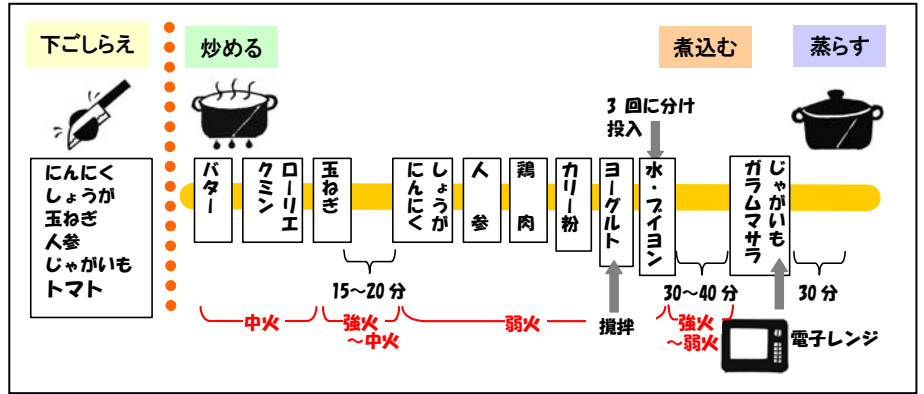 下ごしらえ
炒める
煮込む
蒸らす
にんにく
しょうが
玉ねぎ
人参
じゃがいも
トマト
3 回に分け
投入
バター
ローリエ
クミン
玉ねぎ
しょうが
にんにく
人参
鶏肉
カリー粉
ヨーグルト
水・ブイヨン
じゃがいも
ガラムマサラ
15～20 分
30～40 分
30 分
中火
強火
～中火
弱火
攪拌
強火
～弱火
電子レンジ